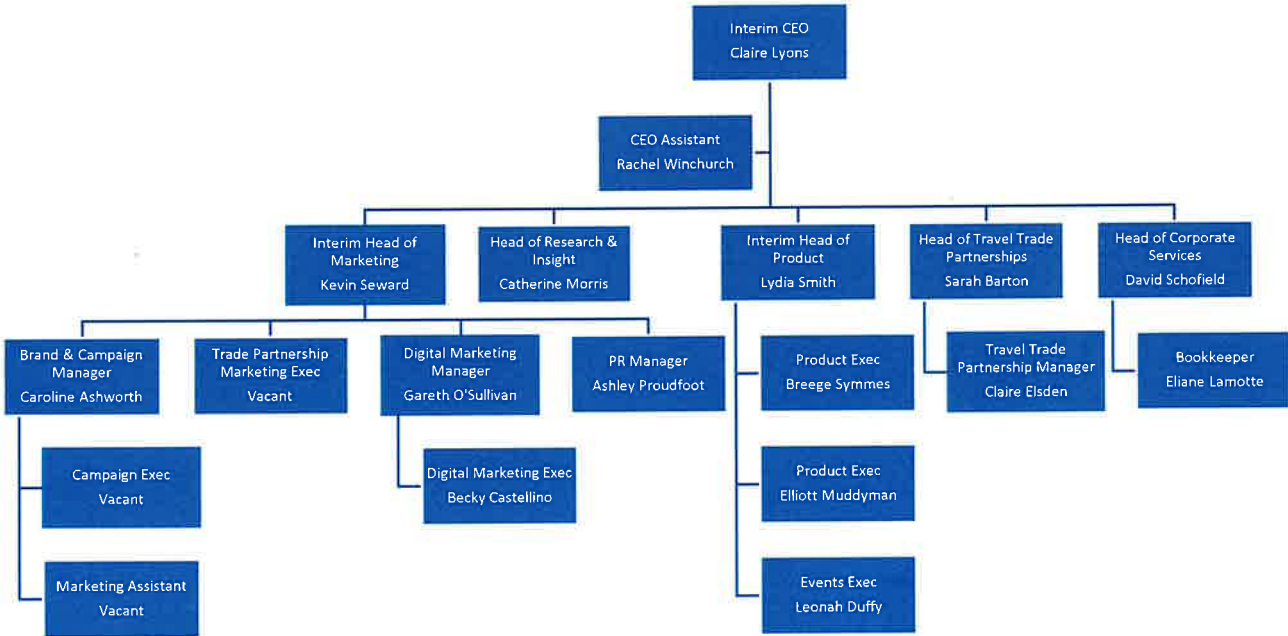 Interim CEO
Claire Lyons
CEO Assistant
Rachel Winchurch
Interim Head of
Marketing
Kevin Seward
Head of Research &
Insight
Catherine Morris
Interim Head of
Product
Lydia Smith
Head of Travel Trade
Partnerships
Sarah Barton
Head of Corporate
Services
David Schofield
Brand & Campaign
Manager
Caroline Ashworth
Trade Partnership
Marketing Exec
Vacant
Digital Marketing
Manager
Gareth O'Sullivan
PR Manager
Ashley Proudfoot
Product Exec
Breege Symmes
Travel Trade
Partnership Manager
Claire Elsden
Bookkeeper
Eliane Lamotte
Campaign Exec
Vacant
Digital Marketing Exec
Becky Castellino
Product Exec
Elliott Muddyman
Marketing Assistant
Vacant
Events Exec
Leonah Duffy